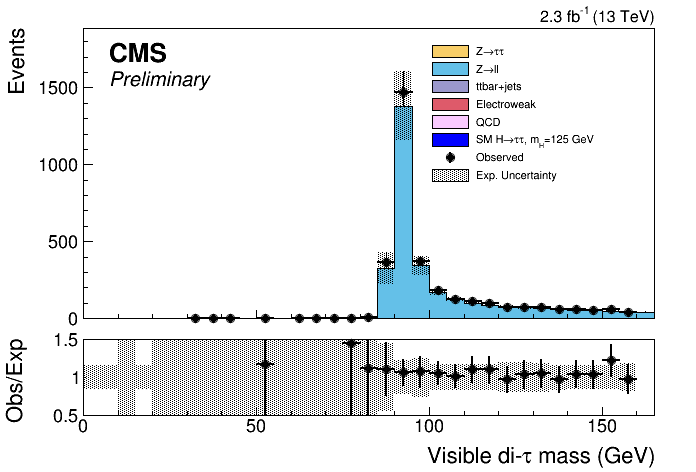 2.3 fb⁻¹ (13 TeV)
Events
CMS
Preliminary
Z→ττ
Z→ll
ttbar+jets
Electroweak
QCD
SM H→ττ, m_H=125 GeV
Observed
Exp. Uncertainty
1500
1000
500
0
Obs/Exp
1.5
1
0.5
0 50 100 150
Visible di-τ mass (GeV)